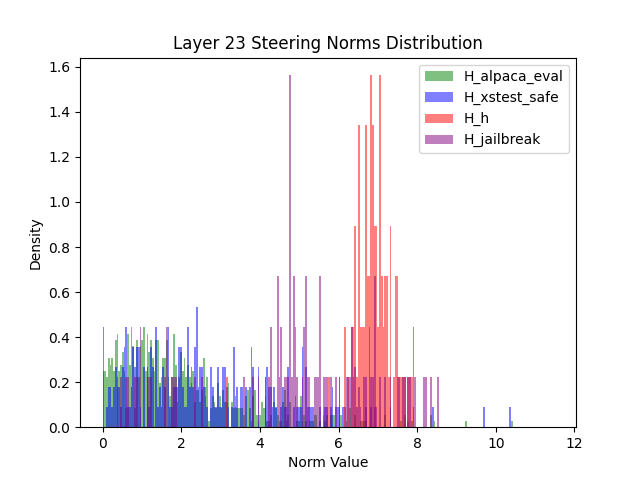 Layer 23 Steering Norms Distribution
H_alpaca_eval
H_xstest_safe
H_h
H_jailbreak
Density
1.6
1.4
1.2
1.0
0.8
0.6
0.4
0.2
0.0
0 2 4 6 8 10 12
Norm Value